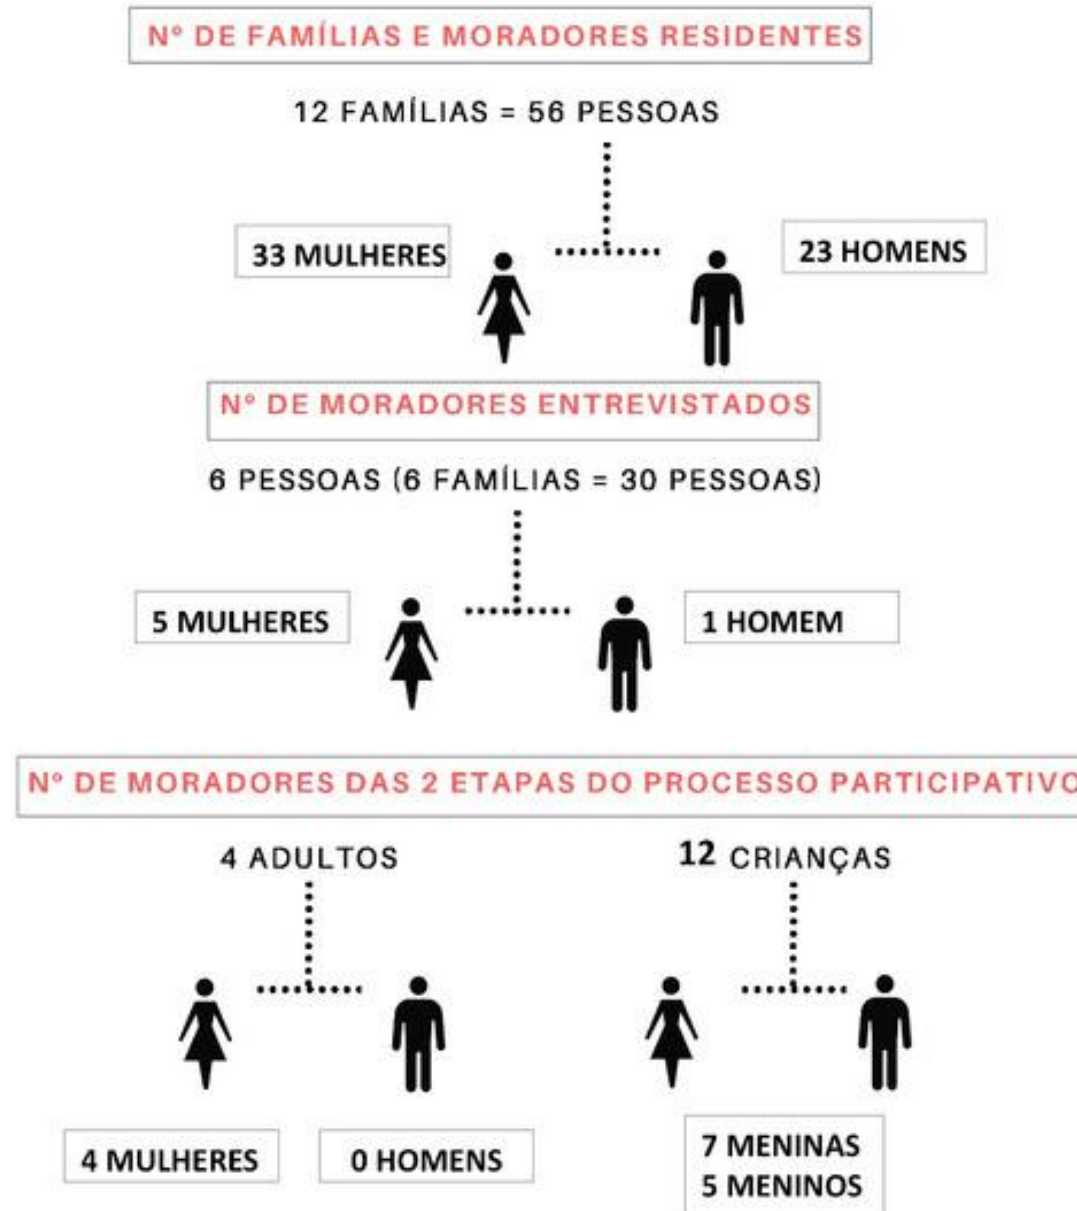 Nº DE FAMÍLIAS E MORADORES RESIDENTES
12 FAMÍLIAS = 56 PESSOAS
33 MULHERES
23 HOMENS
Nº DE MORADORES ENTREVISTADOS
6 PESSOAS (6 FAMÍLIAS = 30 PESSOAS)
5 MULHERES
1 HOMEM
Nº DE MORADORES DAS 2 ETAPAS DO PROCESSO PARTICIPATIVO
4 ADULTOS
12 CRIANÇAS
4 MULHERES
0 HOMENS
7 MENINAS
5 MENINOS